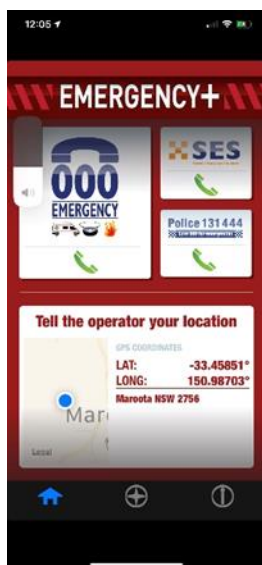 12:05
EMERGENCY+
000
EMERGENCY
SES
Police 131 444
Tell the operator your location
GPS COORDINATES
LAT: -33.45851°
LONG: 150.98703°
Maroota NSW 2756
Maro
Legal